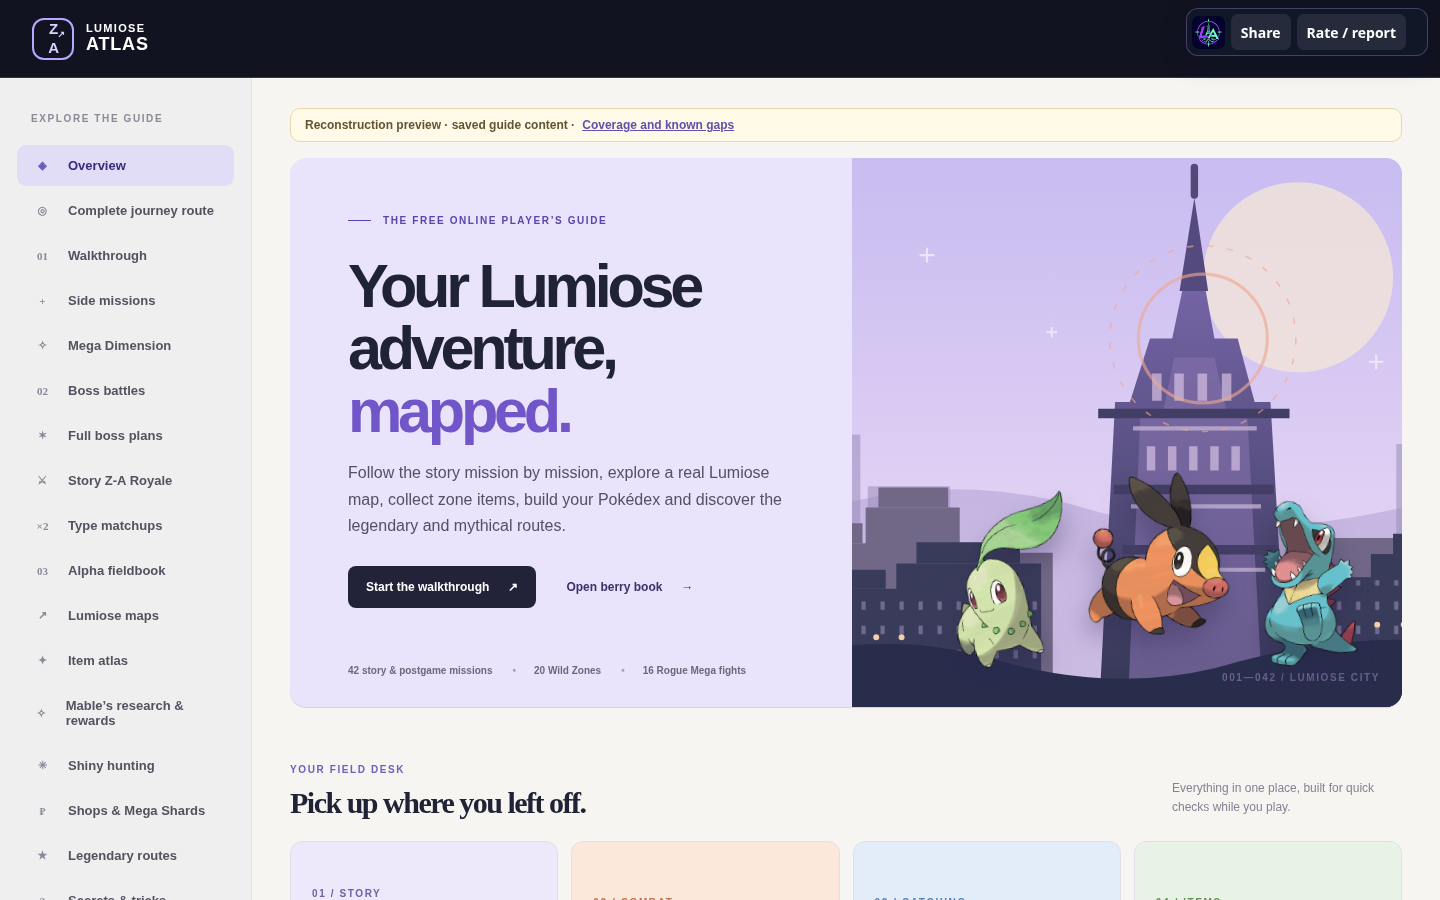 Z
A
LUMIOSE
ATLAS
Share
Rate / report
EXPLORE THE GUIDE
Overview
Complete journey route
01 Walkthrough
Side missions
Mega Dimension
02 Boss battles
Full boss plans
Story Z-A Royale
×2 Type matchups
03 Alpha fieldbook
Lumiose maps
Item atlas
Mable’s research &
rewards
Shiny hunting
Shops & Mega Shards
Legendary routes
Reconstruction preview · saved guide content · Coverage and known gaps
THE FREE ONLINE PLAYER’S GUIDE
Your Lumiose
adventure,
mapped.
Follow the story mission by mission, explore a real Lumiose
map, collect zone items, build your Pokédex and discover the
legendary and mythical routes.
Start the walkthrough ↗
Open berry book →
42 story & postgame missions • 20 Wild Zones • 16 Rogue Mega fights
001—042 / LUMIOSE CITY
YOUR FIELD DESK
Pick up where you left off.
Everything in one place, built for quick
checks while you play.
01 / STORY